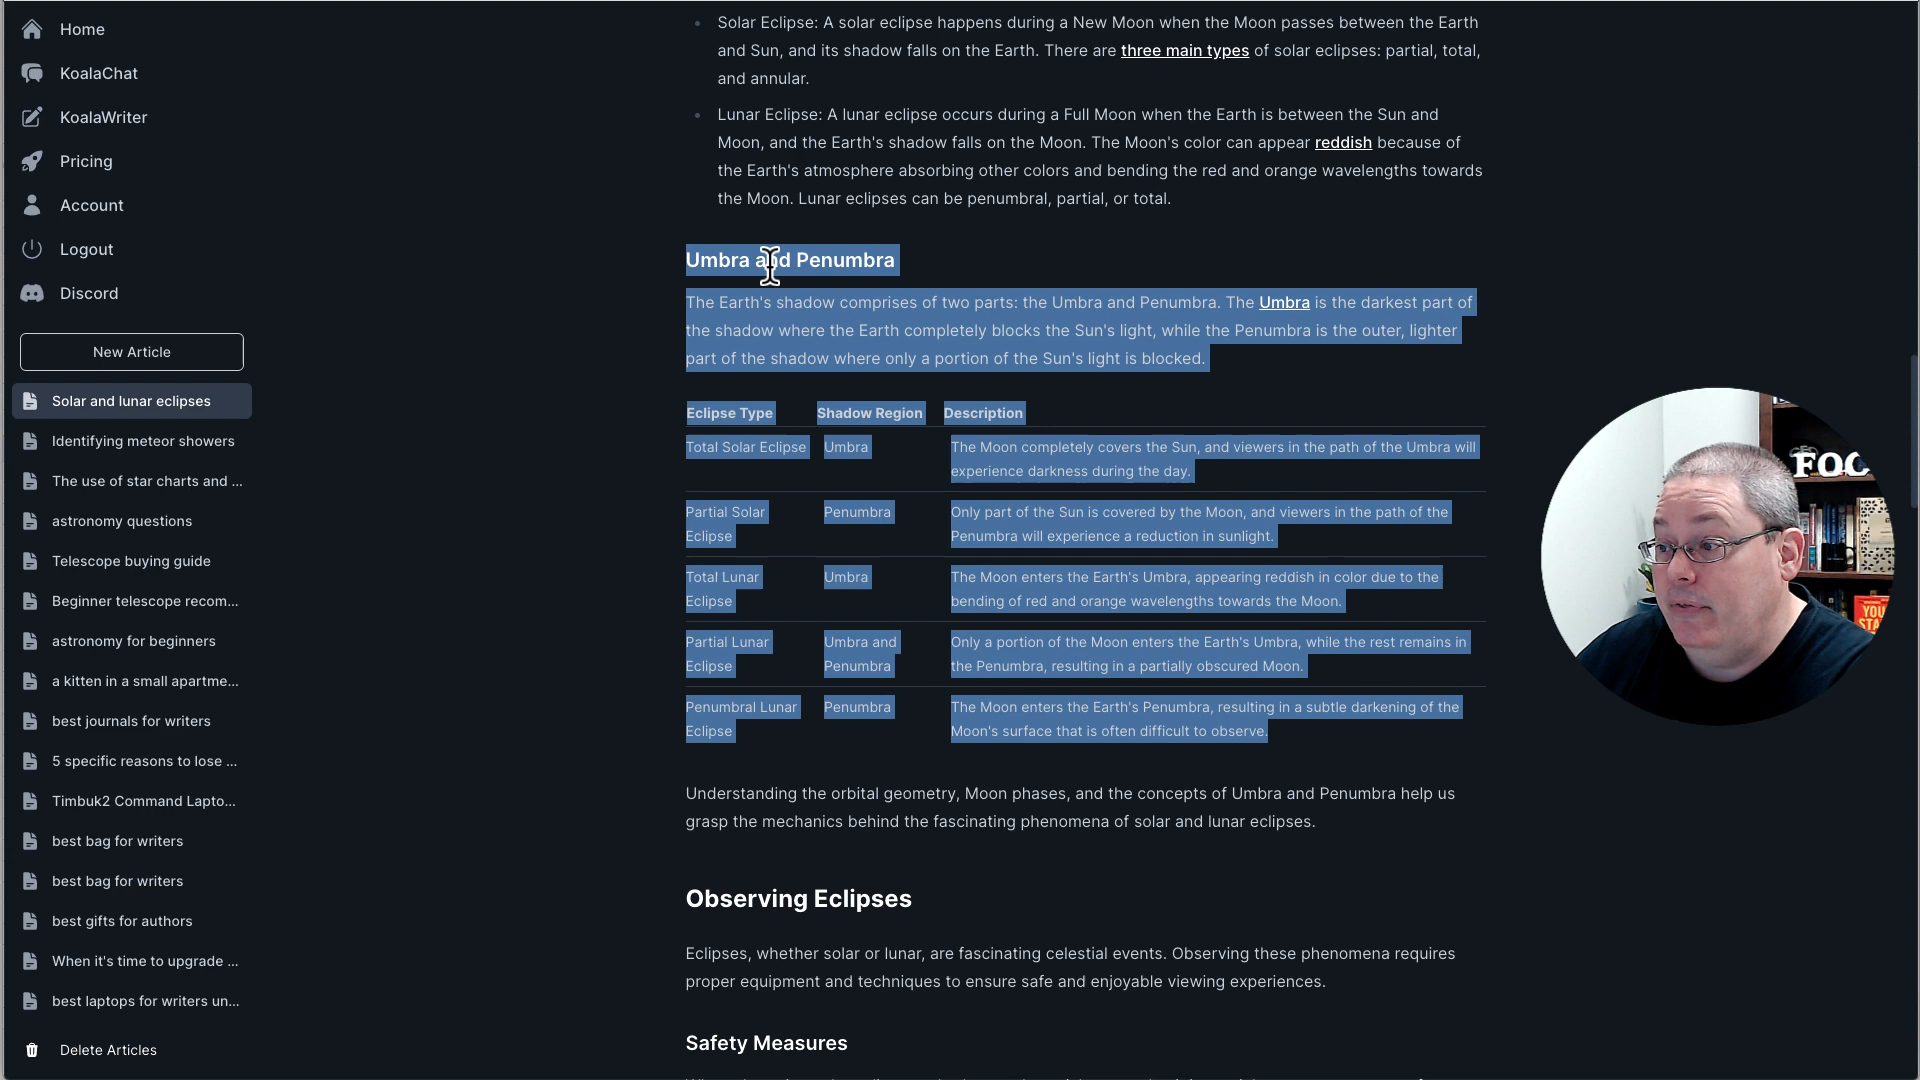 Home
KoalaChat
KoalaWriter
Pricing
Account
Logout
Discord
New Article
Solar and lunar eclipses
Identifying meteor showers
The use of star charts and ...
astronomy questions
Telescope buying guide
Beginner telescope recom...
astronomy for beginners
a kitten in a small apartme...
best journals for writers
5 specific reasons to lose ...
Timbuk2 Command Lapto...
best bag for writers
best bag for writers
best gifts for authors
When it's time to upgrade ...
best laptops for writers un...
Delete Articles
Solar Eclipse: A solar eclipse happens during a New Moon when the Moon passes between the Earth
and Sun, and its shadow falls on the Earth. There are three main types of solar eclipses: partial, total,
and annular.
Lunar Eclipse: A lunar eclipse occurs during a Full Moon when the Earth is between the Sun and
Moon, and the Earth's shadow falls on the Moon. The Moon's color can appear reddish because of
the Earth's atmosphere absorbing other colors and bending the red and orange wavelengths towards
the Moon. Lunar eclipses can be penumbral, partial, or total.
Umbra and Penumbra
The Earth's shadow comprises of two parts: the Umbra and Penumbra. The Umbra is the darkest part of
the shadow where the Earth completely blocks the Sun's light, while the Penumbra is the outer, lighter
part of the shadow where only a portion of the Sun's light is blocked.
Eclipse Type Shadow Region Description
Total Solar Eclipse Umbra The Moon completely covers the Sun, and viewers in the path of the Umbra will
experience darkness during the day.
Partial Solar Penumbra Only part of the Sun is covered by the Moon, and viewers in the path of the
Eclipse Penumbra will experience a reduction in sunlight.
Total Lunar Umbra The Moon enters the Earth's Umbra, appearing reddish in color due to the
Eclipse bending of red and orange wavelengths towards the Moon.
Partial Lunar Umbra and Only a portion of the Moon enters the Earth's Umbra, while the rest remains in
Eclipse Penumbra the Penumbra, resulting in a partially obscured Moon.
Penumbral Lunar Penumbra The Moon enters the Earth's Penumbra, resulting in a subtle darkening of the
Eclipse Moon's surface that is often difficult to observe.
Understanding the orbital geometry, Moon phases, and the concepts of Umbra and Penumbra help us
grasp the mechanics behind the fascinating phenomena of solar and lunar eclipses.
Observing Eclipses
Eclipses, whether solar or lunar, are fascinating celestial events. Observing these phenomena requires
proper equipment and techniques to ensure safe and enjoyable viewing experiences.
Safety Measures
FOC
YOU
STA